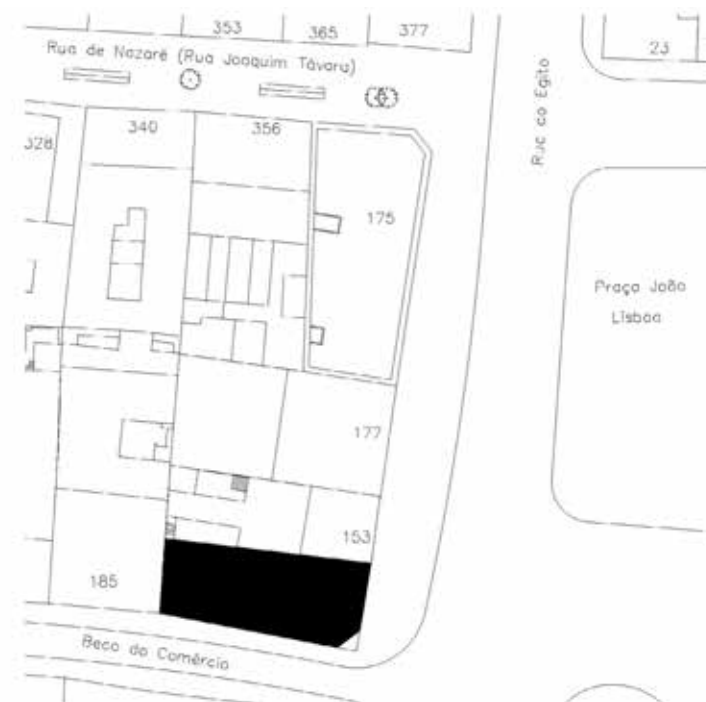 353
365
377
23
Rua de Nazaré (Rua Joaquim Távora)
Rua do Egito
328
340
356
175
Praça João
Lisboa
177
153
185
Beco do Comércio